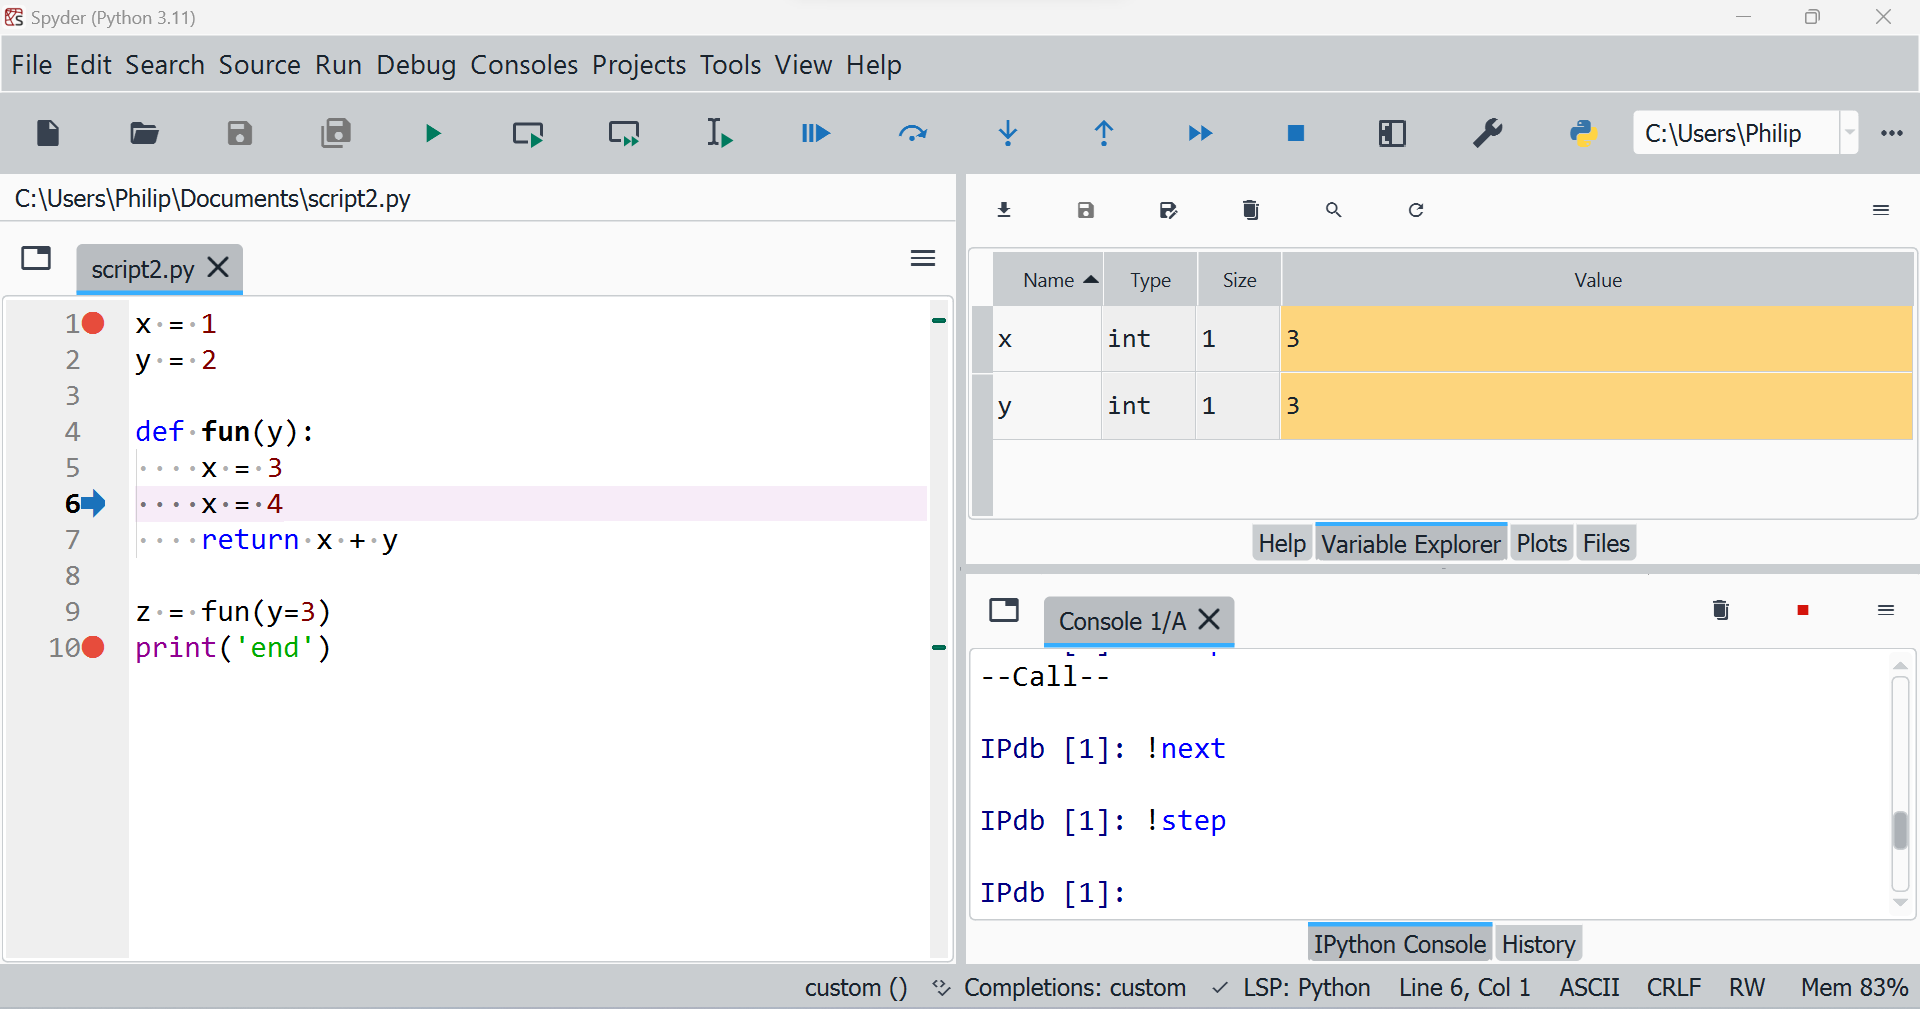 Spyder (Python 3.11)
File Edit Search Source Run Debug Consoles Projects Tools View Help
C:\Users\Philip
C:\Users\Philip\Documents\script2.py
script2.py
1 x = 1
2 y = 2
3
4 def fun(y):
5 x = 3
6 x = 4
7 return x + y
8
9 z = fun(y=3)
10 print('end')
Name Type Size Value
x int 1 3
y int 1 3
Help Variable Explorer Plots Files
Console 1/A
--Call--
IPdb [1]: !next
IPdb [1]: !step
IPdb [1]:
IPython Console History
custom () Completions: custom LSP: Python Line 6, Col 1 ASCII CRLF RW Mem 83%